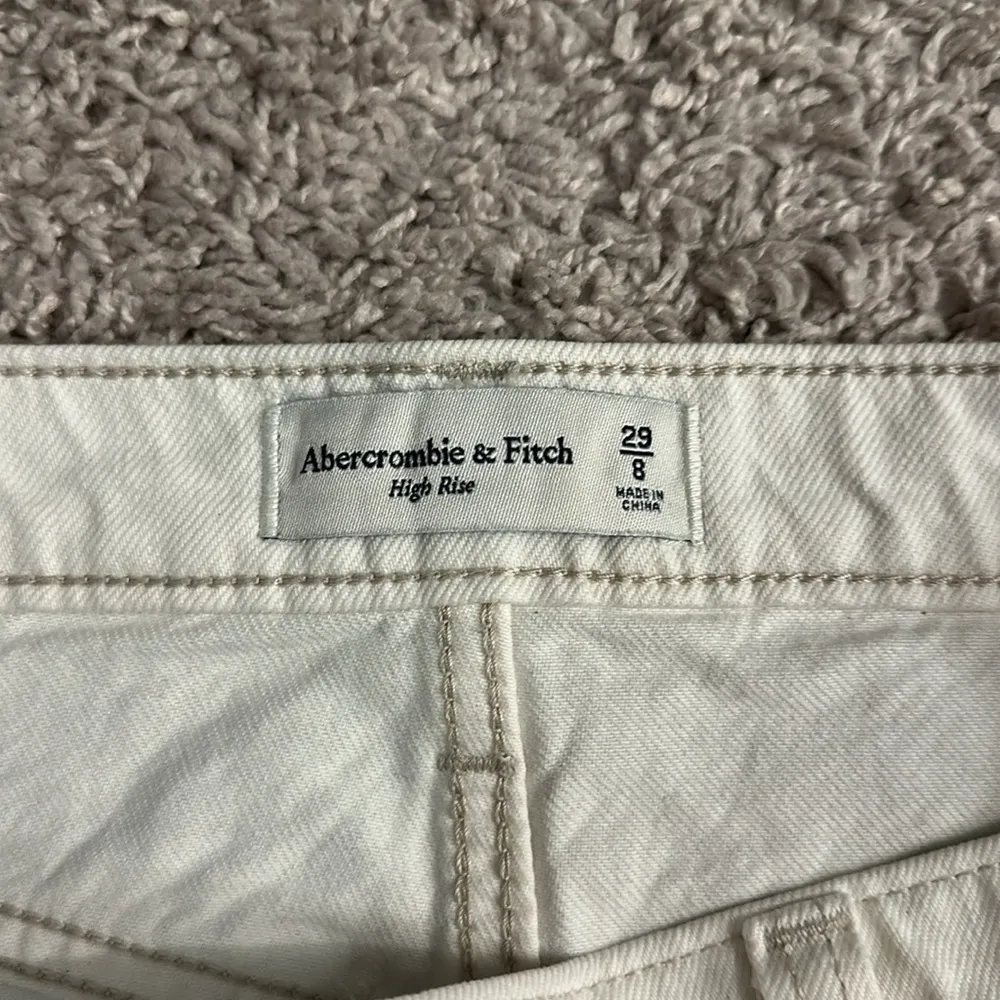 Abercrombie & Fitch
High Rise
29
8
MADE IN
CHINA